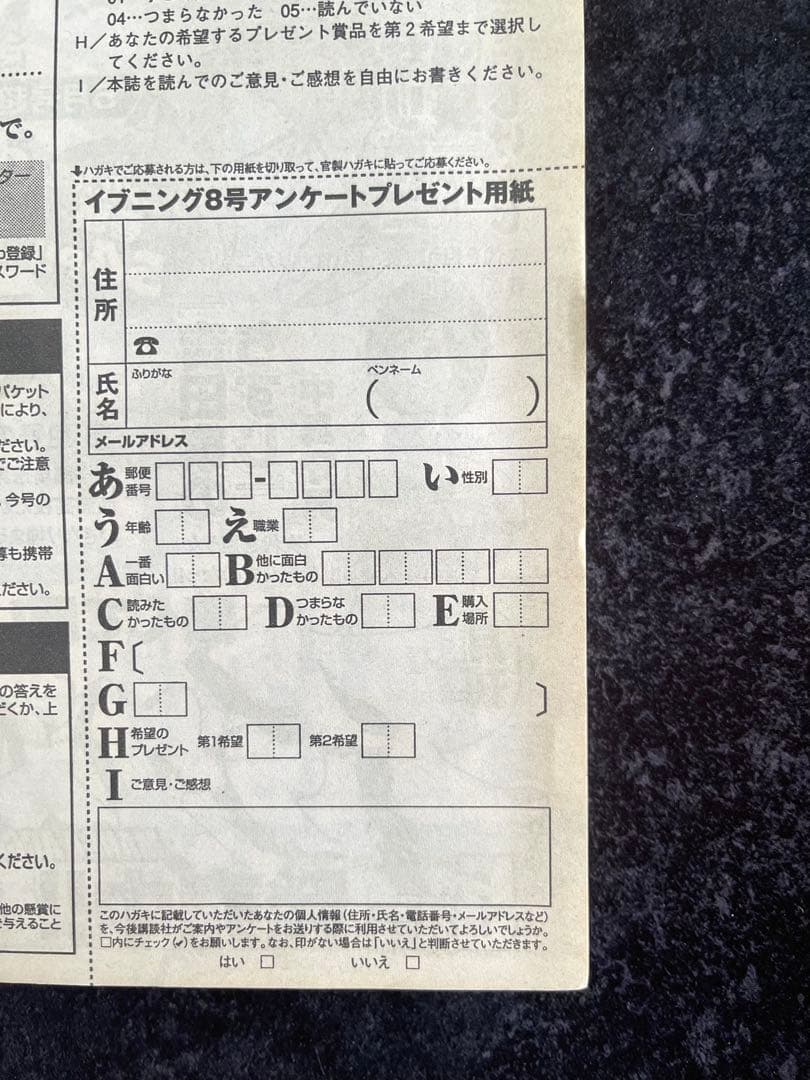 04…つまらなかった 05…読んでいない
H／あなたの希望するプレゼント賞品を第2希望まで選択し
てください。
I／本誌を読んでのご意見・ご感想を自由にお書きください。
で。
ター
登録」
スワード
パケット
により、
ださい。
でご注意
今号の
募も携帯
ださい。
の答えを
だくか、上
ください。
他の懸賞に
を与えること
ハガキでご応募される方は、下の用紙を切り取って、官製ハガキに貼ってご応募ください。
イブニング8号アンケートプレゼント用紙
住所
☎
氏名
ふりがな
ペンネーム
( )
メールアドレス
あ 郵便番号 - い 性別
う 年齢 え 職業
A 一番面白い B 他に面白かったもの
C 読みたかったもの D つまらなかったもの E 購入場所
F〔
G 〕
H 希望のプレゼント 第1希望 第2希望
I ご意見・ご感想
このハガキに記載していただいたあなたの個人情報(住所・氏名・電話番号・メールアドレスなど)
を、今後講談社がご案内やアンケートをお送りする際に利用させていただいてよろしいでしょうか。
□内にチェック(✓)をお願いします。なお、印がない場合は「いいえ」と判断させていただきます。
はい □ いいえ □